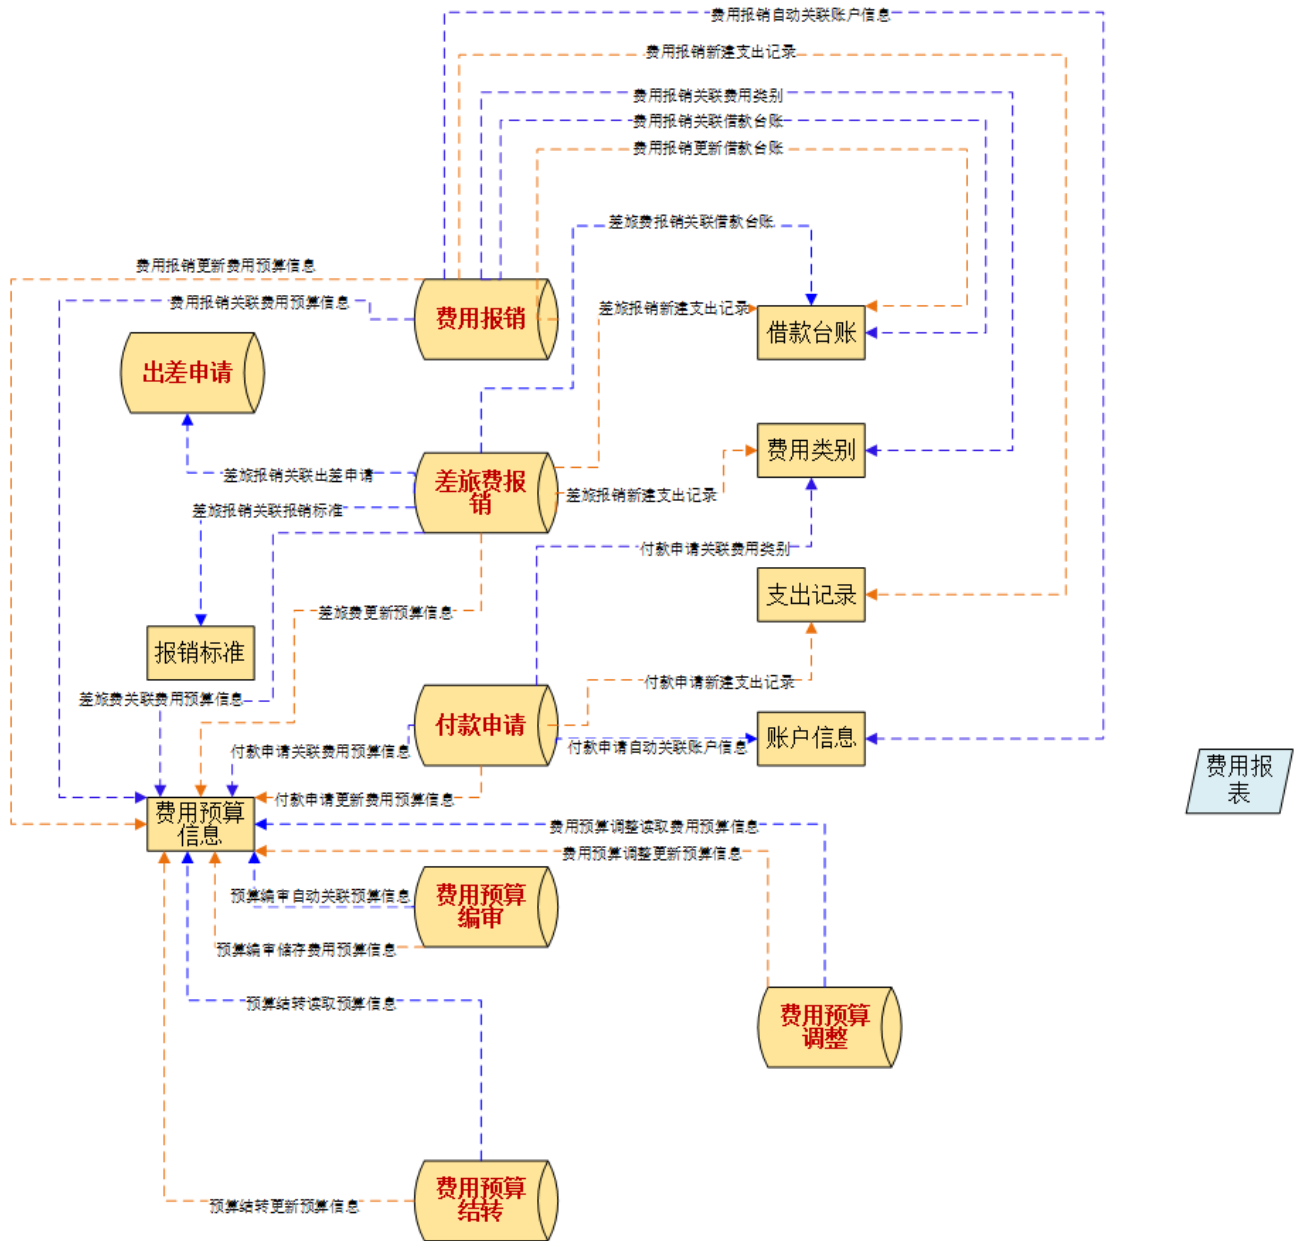 费用报销自动关联账户信息
费用报销新建支出记录
费用报销关联费用类别
费用报销关联借款台账
费用报销更新借款台账
差旅费报销关联借款台账
费用报销更新费用预算信息
费用报销关联费用预算信息
差旅报销新建支出记录
费用报销
借款台账
出差申请
费用类别
差旅报销关联出差申请
差旅费报
销
差旅报销新建支出记录
差旅报销关联报销标准
付款申请关联费用类别
支出记录
差旅费更新预算信息
报销标准
付款申请新建支出记录
差旅费关联费用预算信息
付款申请
账户信息
付款申请关联费用预算信息
付款申请自动关联账户信息
费用报
表
付款申请更新费用预算信息
费用预算
信息
费用预算调整读取费用预算信息
费用预算调整更新预算信息
预算编审自动关联预算信息
费用预算
编审
预算编审储存费用预算信息
预算结转读取预算信息
费用预算
调整
费用预算
结转
预算结转更新预算信息